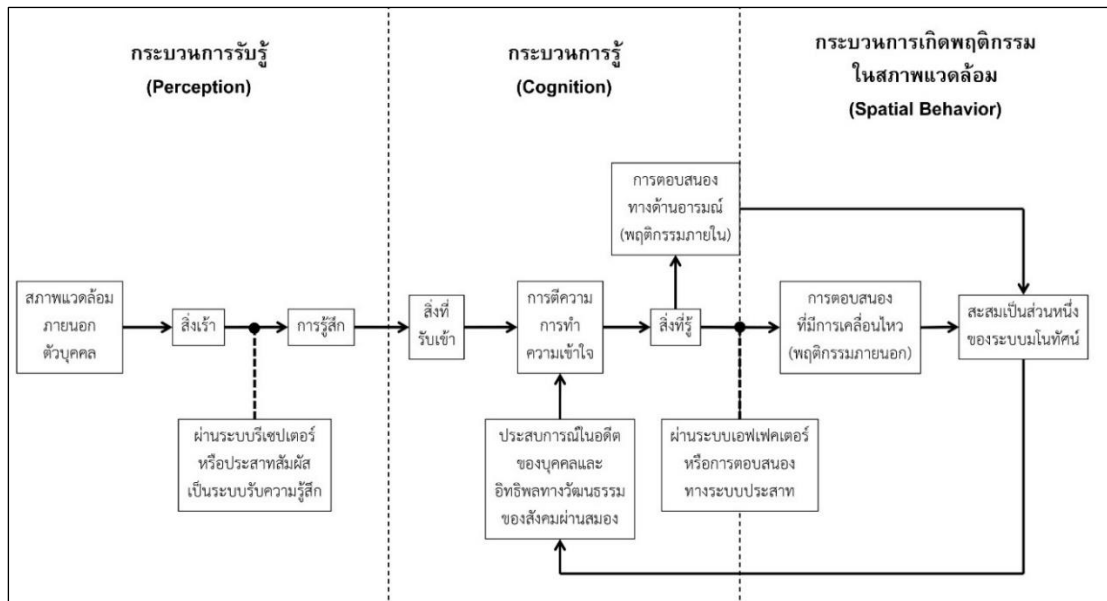 กระบวนการรับรู้
(Perception)
กระบวนการรู้
(Cognition)
กระบวนการเกิดพฤติกรรม
ในสภาพแวดล้อม
(Spatial Behavior)
การตอบสนอง
ทางด้านอารมณ์
(พฤติกรรมภายใน)
สภาพแวดล้อม
ภายนอก
ตัวบุคคล
สิ่งเร้า
การรู้สึก
สิ่งที่
รับเข้า
การตีความ
การทำ
ความเข้าใจ
สิ่งที่รู้
การตอบสนอง
ที่มีการเคลื่อนไหว
(พฤติกรรมภายนอก)
สะสมเป็นส่วนหนึ่ง
ของระบบมโนทัศน์
ผ่านระบบรีเซปเตอร์
หรือประสาทสัมผัส
เป็นระบบรับความรู้สึก
ประสบการณ์ในอดีต
ของบุคคลและ
อิทธิพลทางวัฒนธรรม
ของสังคมผ่านสมอง
ผ่านระบบเอฟเฟคเตอร์
หรือการตอบสนอง
ทางระบบประสาท